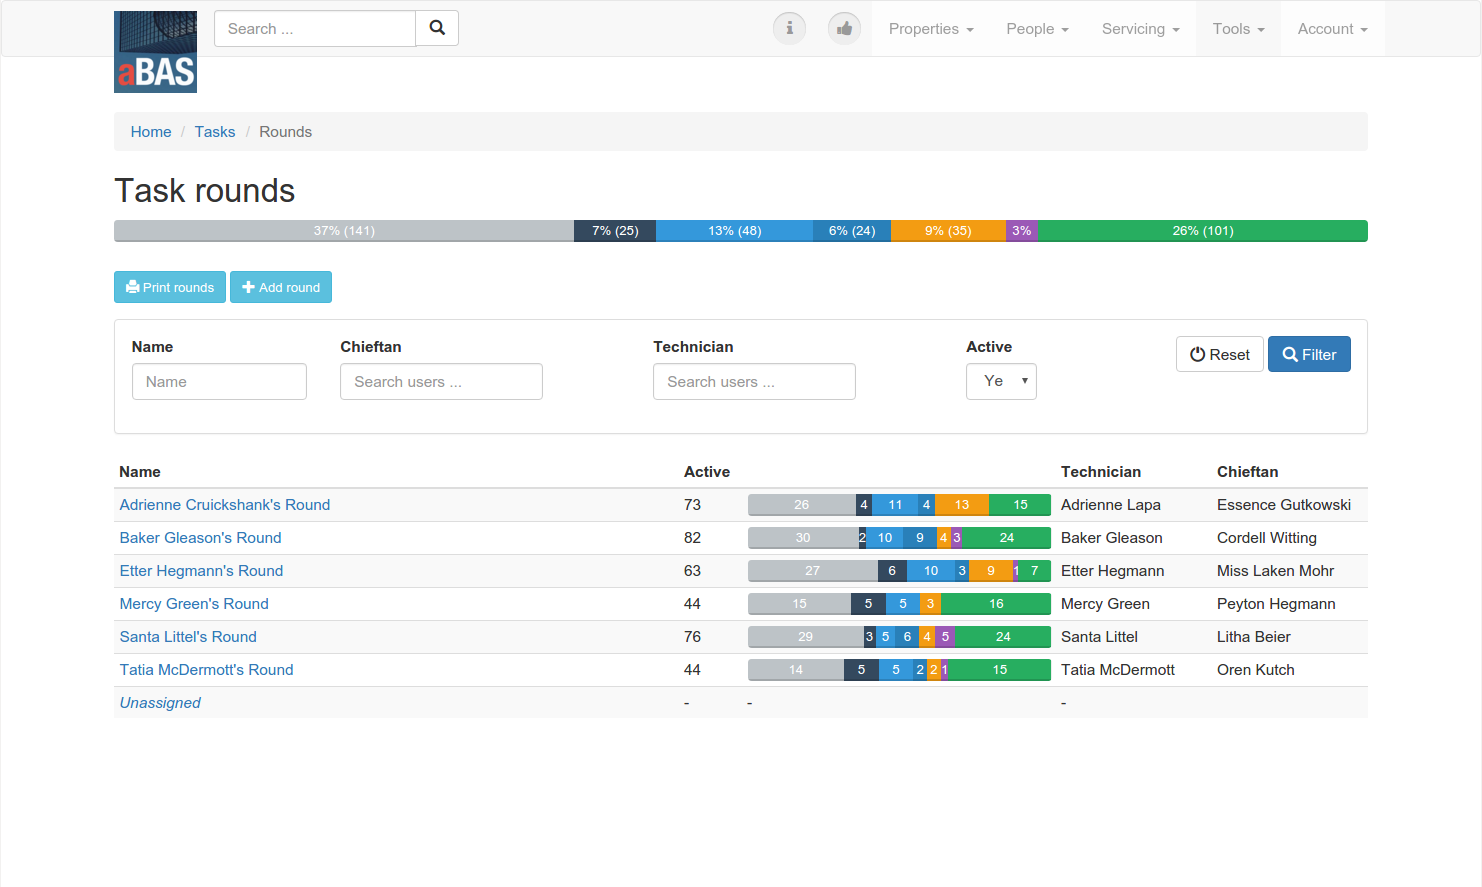 Search ...
Properties
People
Servicing
Tools
Account
aBAS
Home / Tasks / Rounds
Task rounds
37% (141) 7% (25) 13% (48) 6% (24) 9% (35) 3% 26% (101)
Print rounds Add round
Name Chieftan Technician Active Reset Filter
Name Search users ... Search users ... Ye
Name Active Technician Chieftan
Adrienne Cruickshank's Round 73 26 4 11 4 13 15 Adrienne Lapa Essence Gutkowski
Baker Gleason's Round 82 30 2 10 9 4 3 24 Baker Gleason Cordell Witting
Etter Hegmann's Round 63 27 6 10 3 9 1 7 Etter Hegmann Miss Laken Mohr
Mercy Green's Round 44 15 5 5 3 16 Mercy Green Peyton Hegmann
Santa Littel's Round 76 29 3 5 6 4 5 24 Santa Littel Litha Beier
Tatia McDermott's Round 44 14 5 5 2 2 1 15 Tatia McDermott Oren Kutch
Unassigned - - -